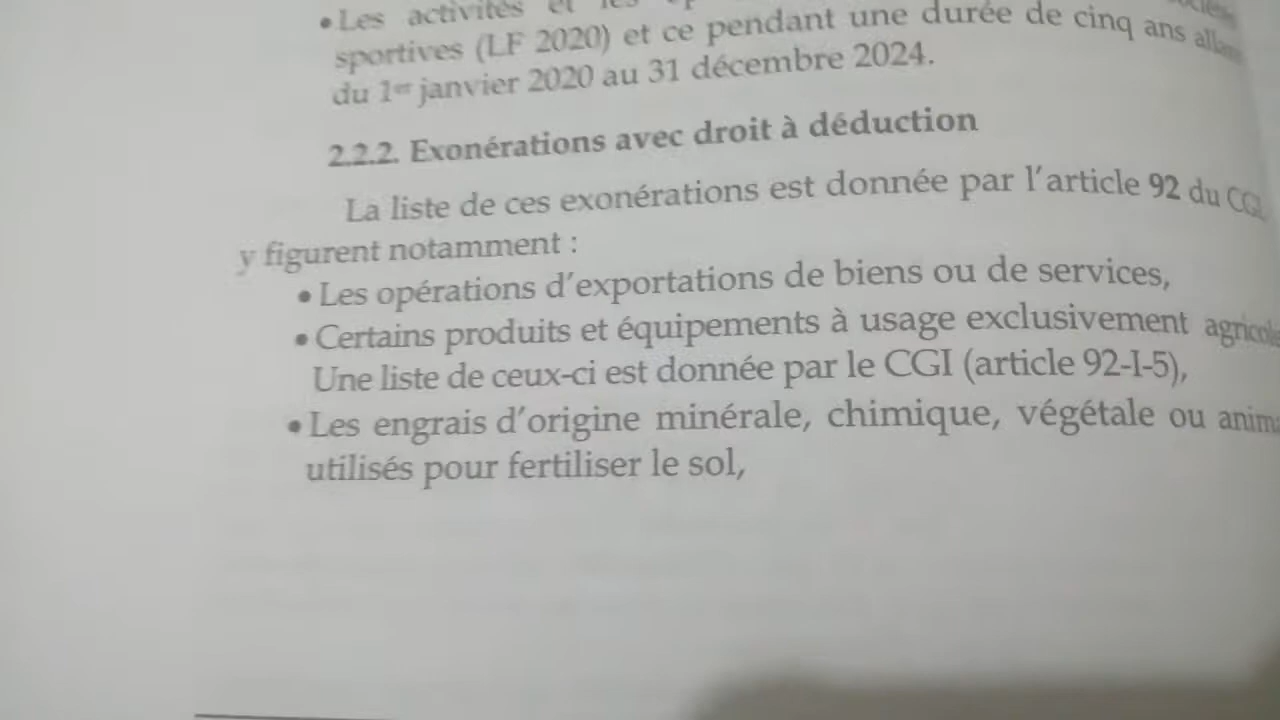 • Les activités et les
sportives (LF 2020) et ce pendant une durée de cinq ans allant
du 1er janvier 2020 au 31 décembre 2024.
2.2.2. Exonérations avec droit à déduction
La liste de ces exonérations est donnée par l'article 92 du CGI,
y figurent notamment :
• Les opérations d'exportations de biens ou de services,
• Certains produits et équipements à usage exclusivement agricole
Une liste de ceux-ci est donnée par le CGI (article 92-I-5),
• Les engrais d'origine minérale, chimique, végétale ou anima
utilisés pour fertiliser le sol,